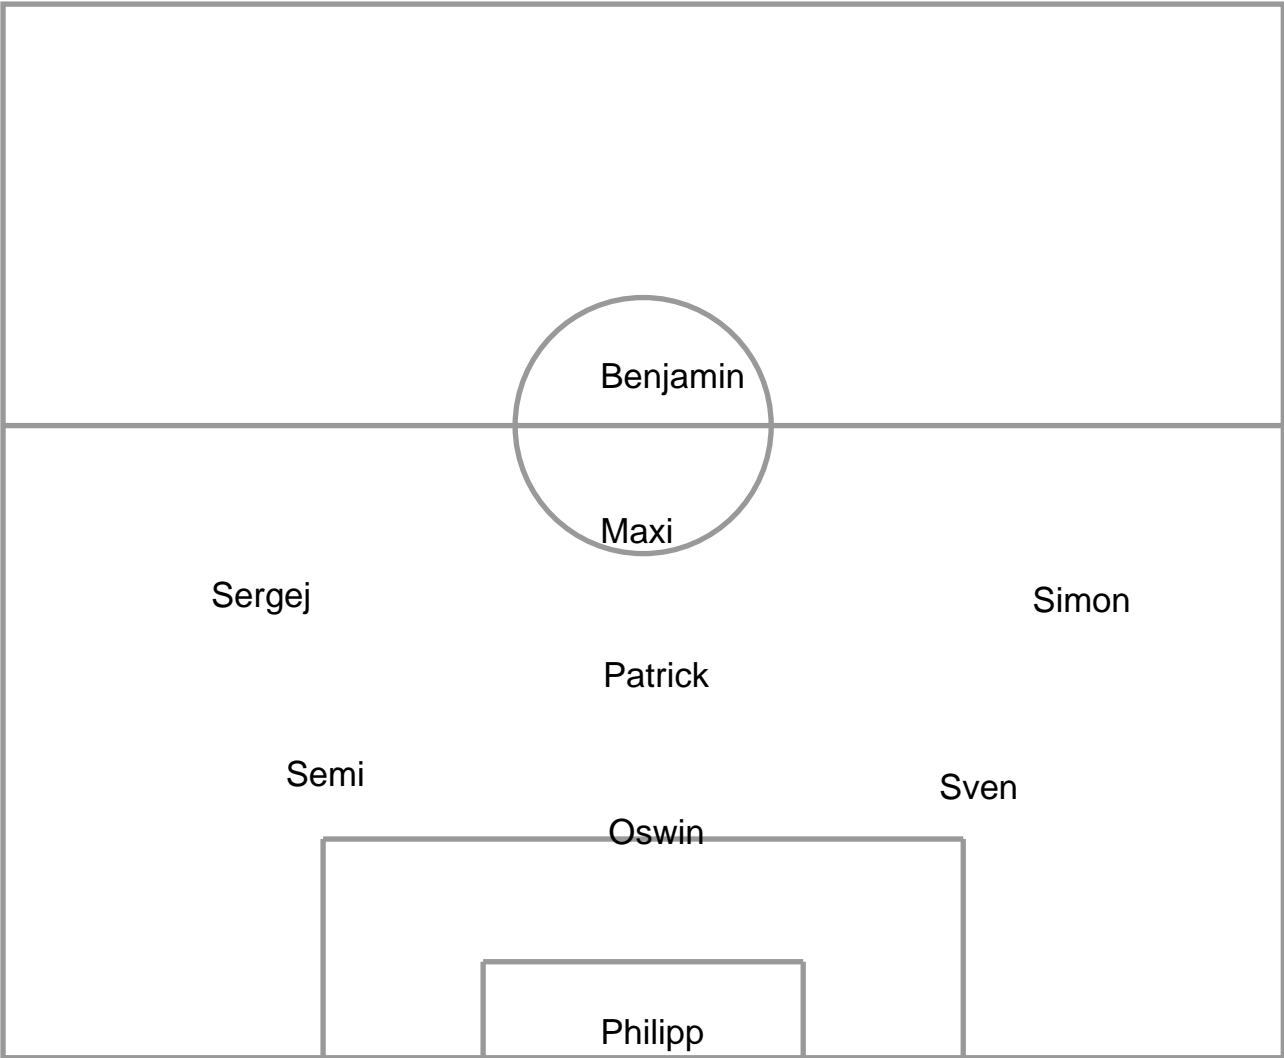 Benjamin
Maxi
Sergej
Simon
Patrick
Semi
Sven
Oswin
Philipp